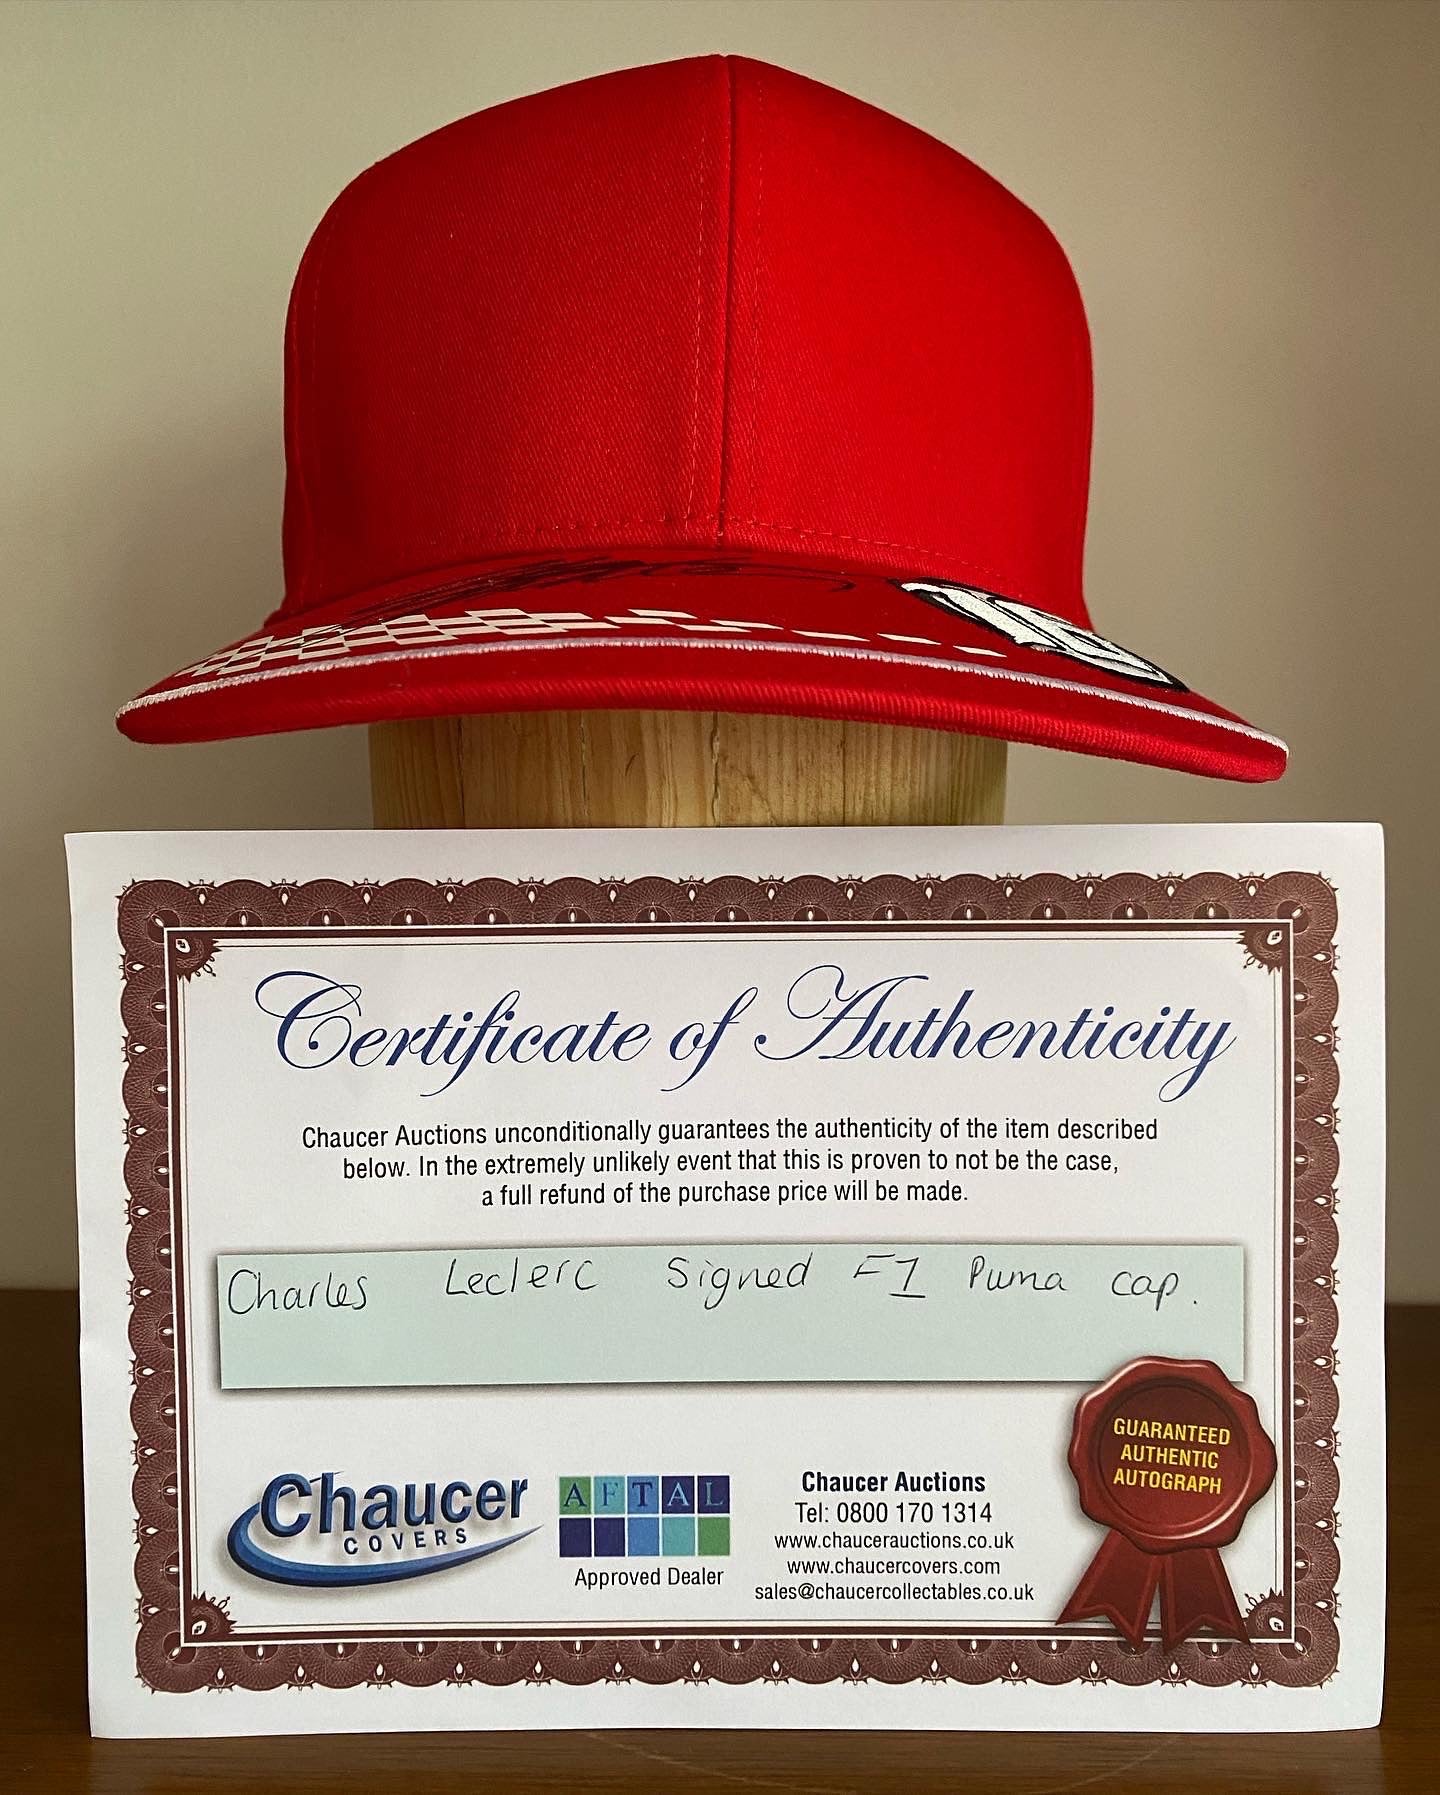 16
Certificate of Authenticity
Chaucer Auctions unconditionally guarantees the authenticity of the item described
below. In the extremely unlikely event that this is proven to not be the case,
a full refund of the purchase price will be made.
Charles Leclerc Signed F1 Puma cap.
GUARANTEED
AUTHENTIC
AUTOGRAPH
Chaucer
COVERS
AFTAL
Approved Dealer
Chaucer Auctions
Tel: 0800 170 1314
www.chaucerauctions.co.uk
www.chaucercovers.com
sales@chaucercollectables.co.uk